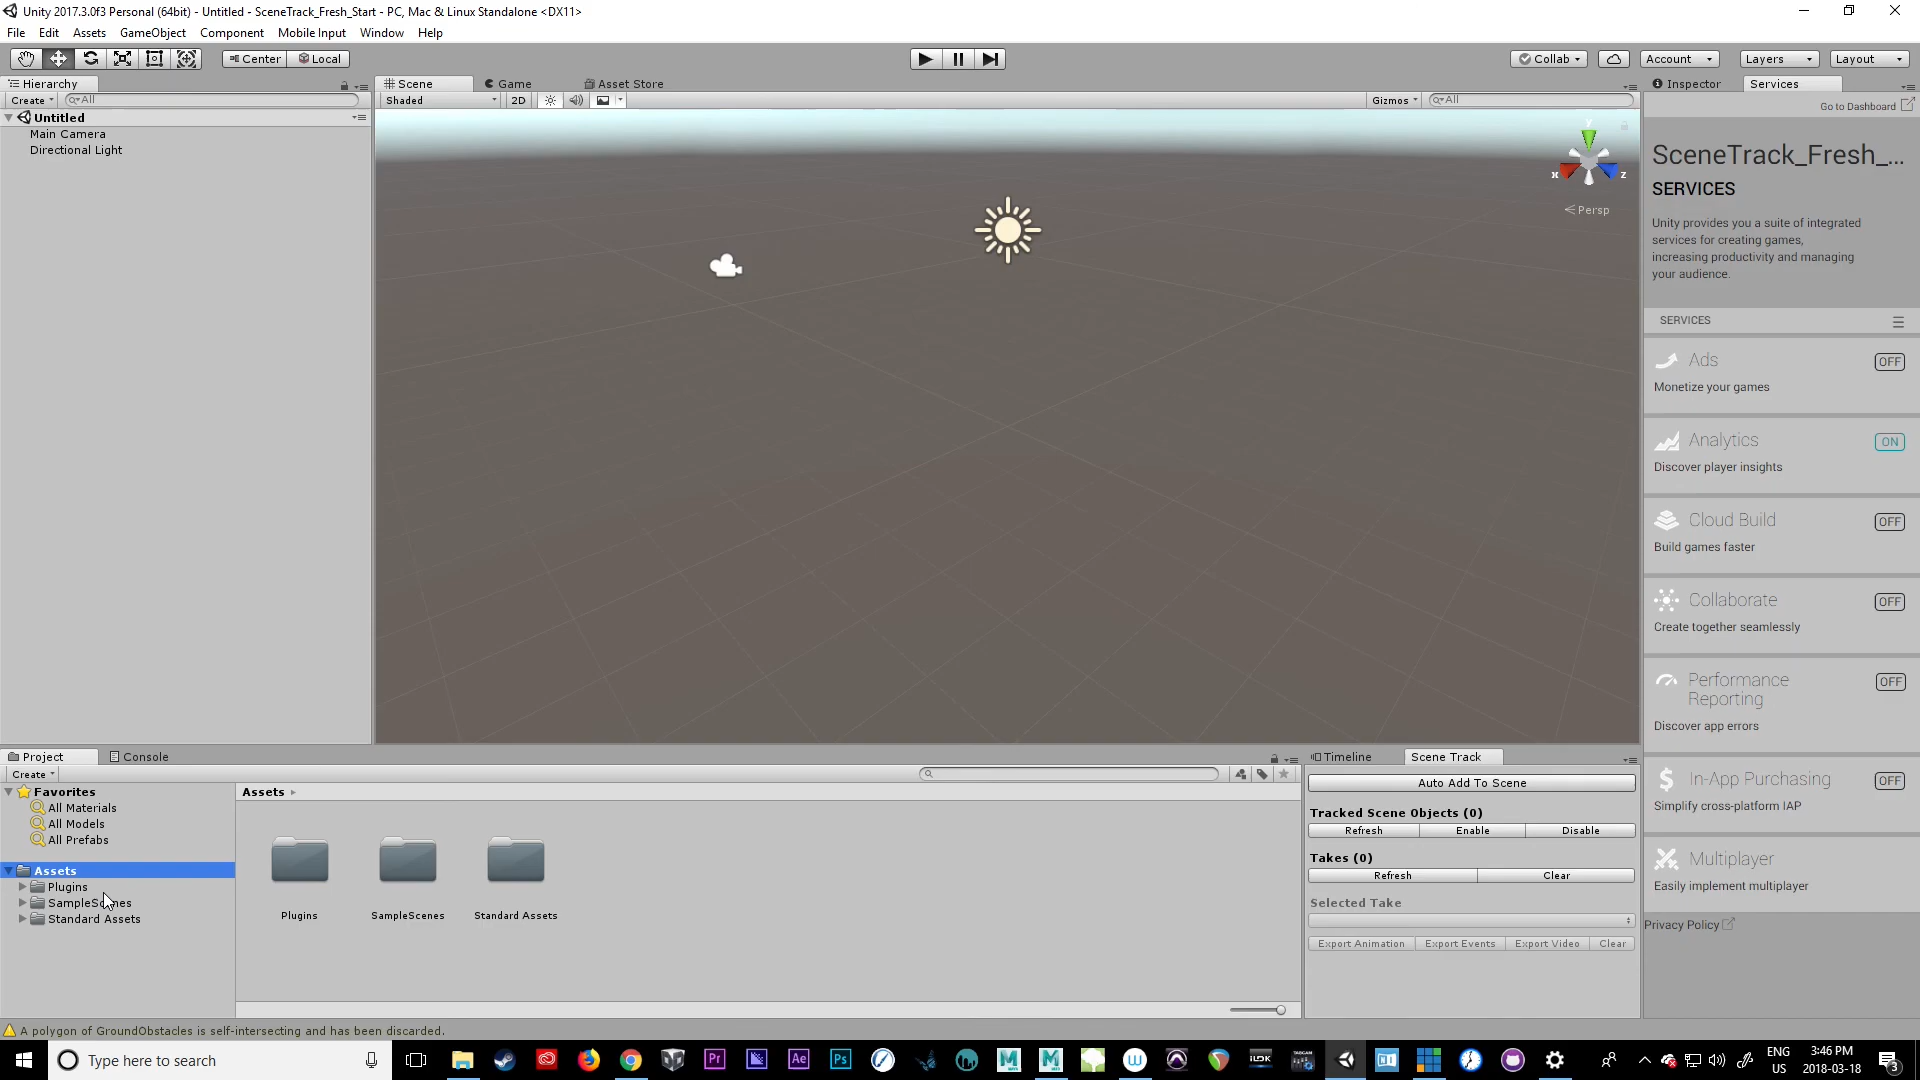 Unity 2017.3.0f3 Personal (64bit) - Untitled - SceneTrack_Fresh_Start - PC, Mac & Linux Standalone <DX11>
File Edit Assets GameObject Component Mobile Input Window Help
Center Local Collab Account Layers Layout
Hierarchy
Create All
Untitled
Main Camera
Directional Light
Scene Game Asset Store
Shaded 2D Gizmos All
y
x z
Persp
Inspector Services
Go to Dashboard
SceneTrack_Fresh_...
SERVICES
Unity provides you a suite of integrated
services for creating games,
increasing productivity and managing
your audience.
SERVICES
Ads OFF
Monetize your games
Analytics ON
Discover player insights
Cloud Build OFF
Build games faster
Collaborate OFF
Create together seamlessly
Performance
Reporting OFF
Discover app errors
In-App Purchasing OFF
Simplify cross-platform IAP
Multiplayer
Easily implement multiplayer
Privacy Policy
Project Console
Create
Favorites
All Materials
All Models
All Prefabs
Assets
Plugins
SampleScenes
Standard Assets
Assets
Plugins SampleScenes Standard Assets
Timeline Scene Track
Auto Add To Scene
Tracked Scene Objects (0)
Refresh Enable Disable
Takes (0)
Refresh Clear
Selected Take
Export Animation Export Events Export Video Clear
A polygon of GroundObstacles is self-intersecting and has been discarded.
Type here to search
Pr Ae Ps
ENG
US
3:46 PM
2018-03-18
3